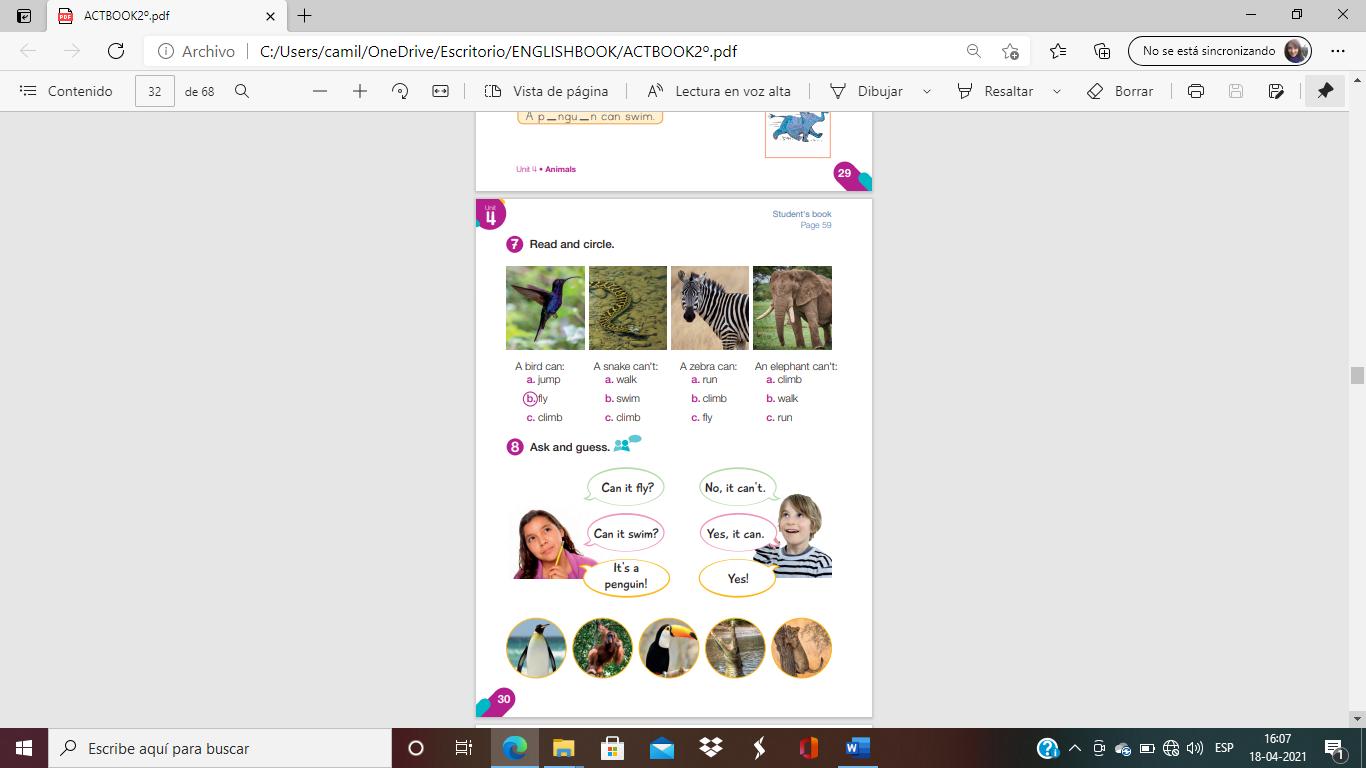 ACTBOOK2º.pdf
Archivo C:/Users/camil/OneDrive/Escritorio/ENGLISHBOOK/ACTBOOK2º.pdf No se está sincronizando
Contenido 32 de 68 Vista de página Lectura en voz alta Dibujar Resaltar Borrar
A p_ngu_n can swim.
Unit 4 • Animals
29
Unit
4
Student's book
Page 59
7 Read and circle.
A bird can: A snake can't: A zebra can: An elephant can't:
a. jump a. walk a. run a. climb
b. fly b. swim b. climb b. walk
c. climb c. climb c. fly c. run
8 Ask and guess.
Can it fly? No, it can't.
Can it swim? Yes, it can.
It's a
penguin! Yes!
30
Escribe aquí para buscar
ESP
16:07
18-04-2021
1